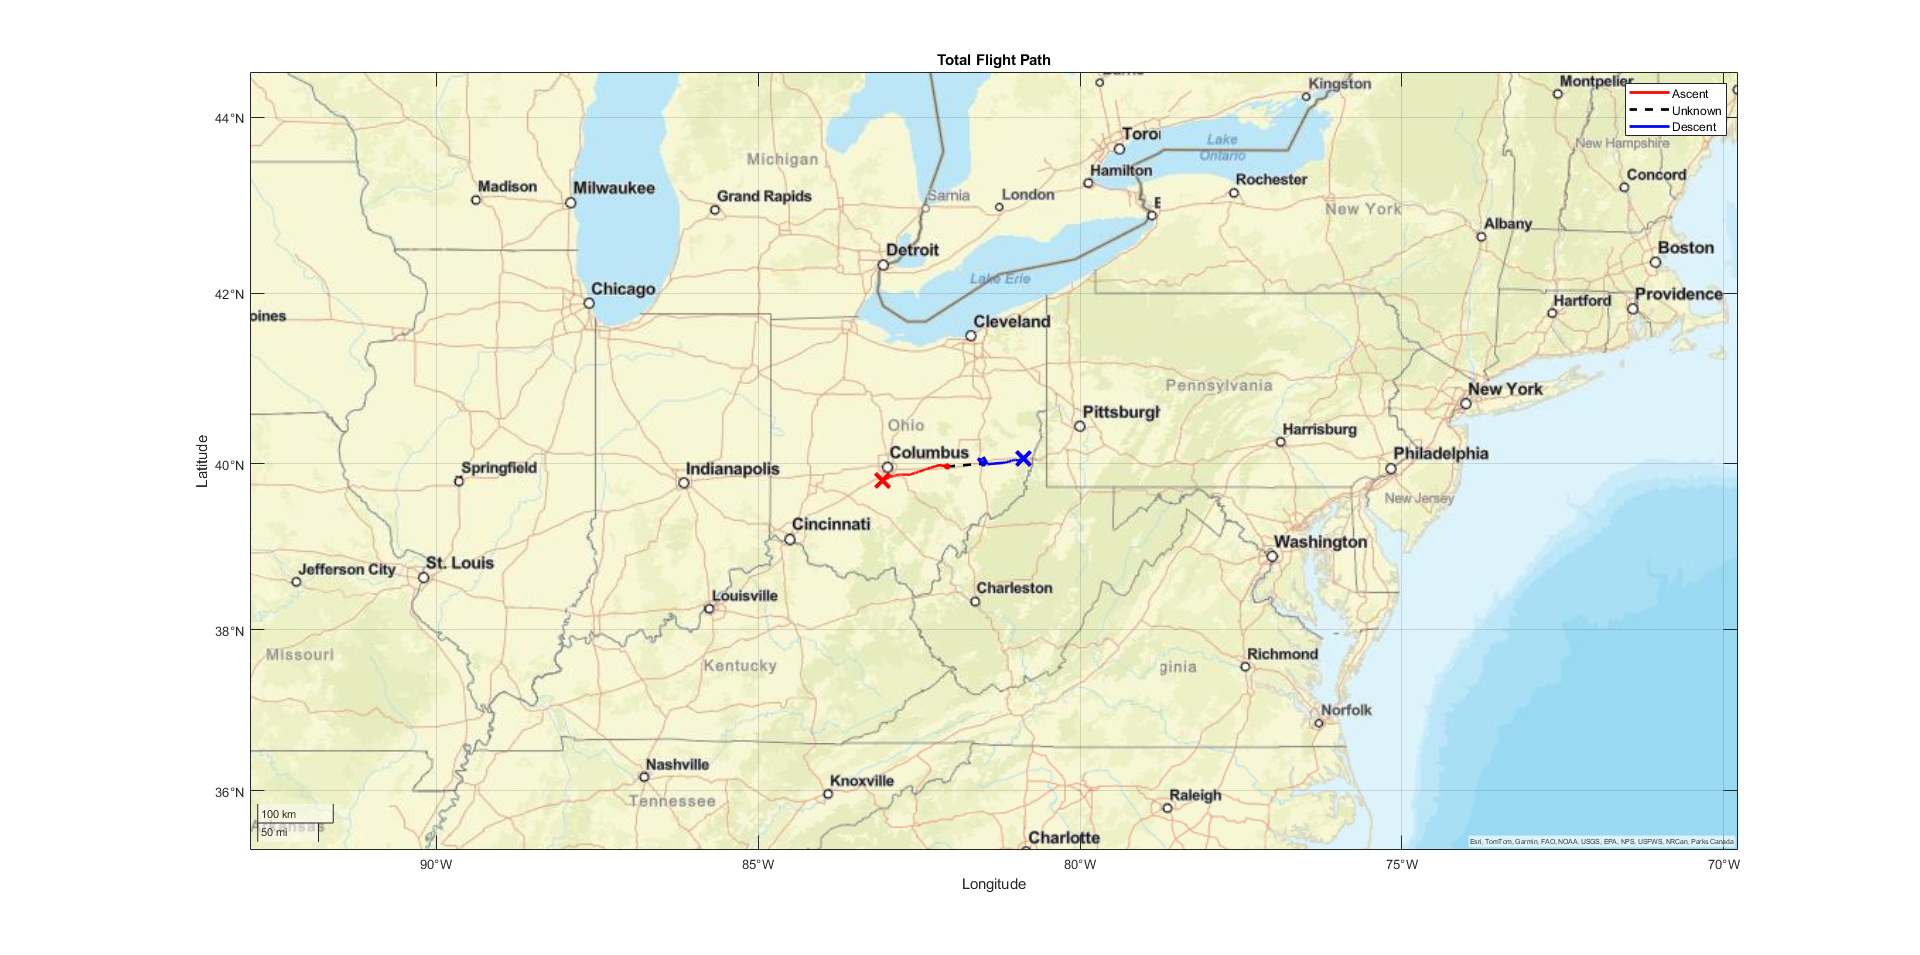 Total Flight Path
Kingston
Montpelier
Ascent
Unknown
Descent
44°N
Toroı
Lake
Ontario
New Hampshire
Michigan
Hamilton
Concord
Madison
Milwaukee
Grand Rapids
Sarnia
London
Rochester
New York
Albany
Boston
Detroit
Lake Erie
42°N
Chicago
Hartford
Providence
oines
Cleveland
Pennsylvania
New York
Pittsburgl
Ohio
Harrisburg
Columbus
Philadelphia
Latitude
40°N
Springfield
Indianapolis
New Jersey
Cincinnati
Washington
St. Louis
Jefferson City
Louisville
Charleston
38°N
Missouri
Kentucky
Richmond
ginia
Norfolk
Nashville
Knoxville
36°N
Tennessee
Raleigh
100 km
Arkansas
50 mi
Charlotte
Esri, TomTom, Garmin, FAO, NOAA, USGS, EPA, NPS, USFWS, NRCan, Parks Canada
90°W
85°W
80°W
75°W
70°W
Longitude